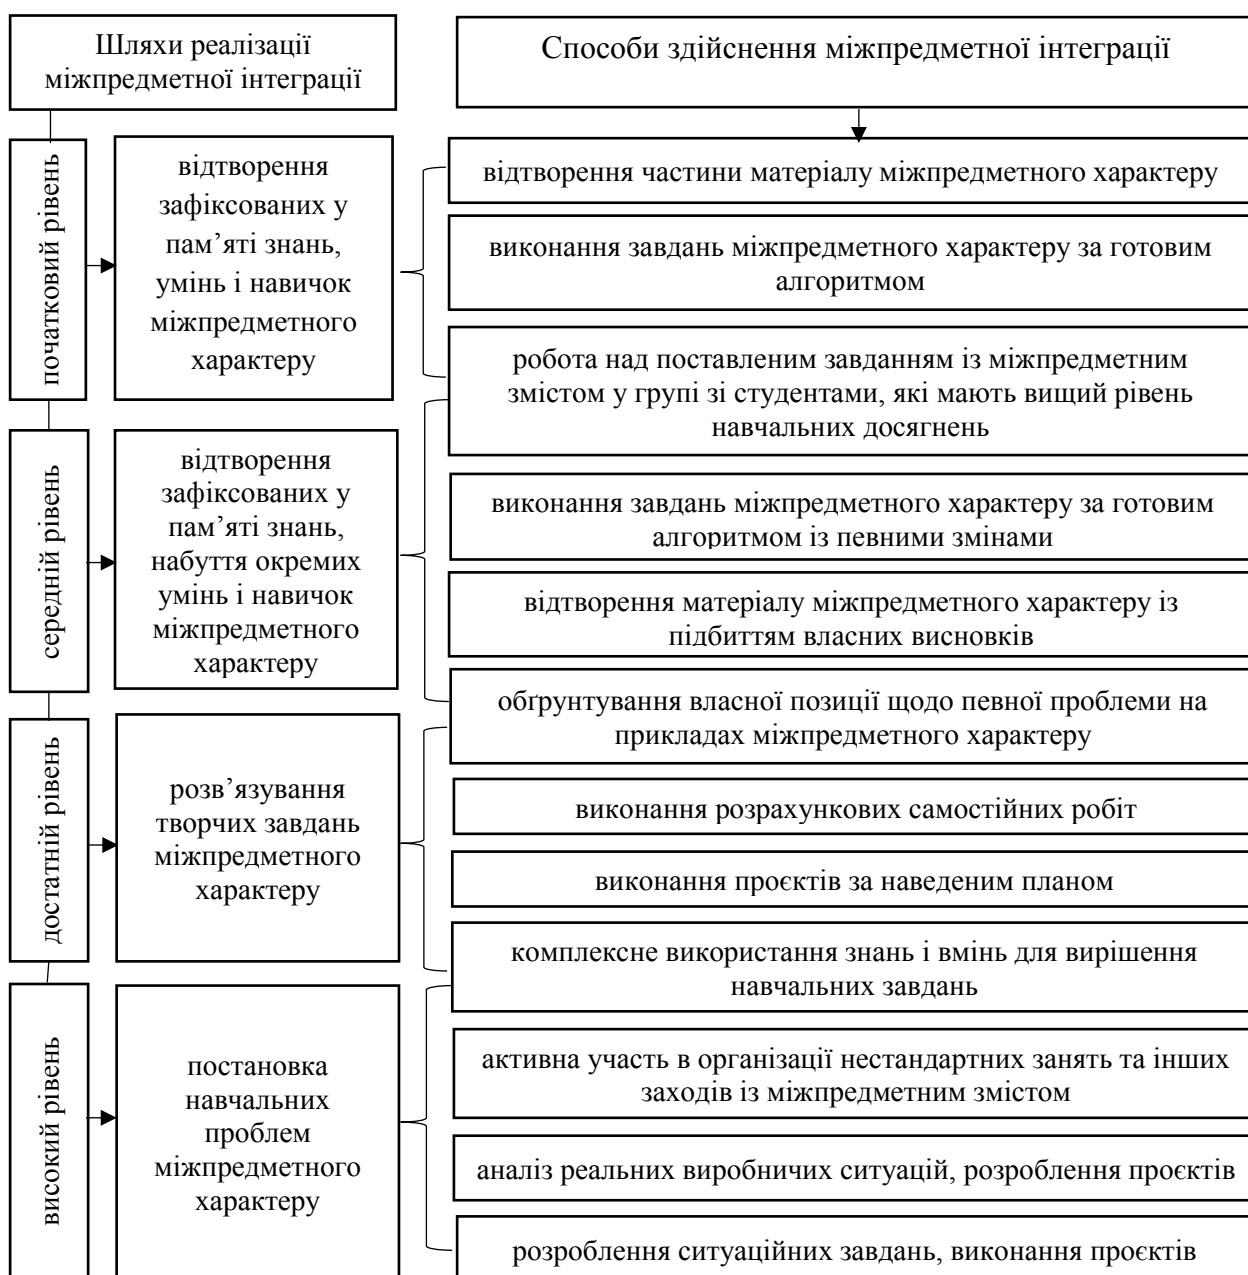 Шляхи реалізації
міжпредметної інтеграції
Способи здійснення міжпредметної інтеграції
початковий рівень
відтворення
зафіксованих у
пам’яті знань,
умінь і навичок
міжпредметного
характеру
відтворення частини матеріалу міжпредметного характеру
виконання завдань міжпредметного характеру за готовим
алгоритмом
робота над поставленим завданням із міжпредметним
змістом у групі зі студентами, які мають вищий рівень
навчальних досягнень
середній рівень
відтворення
зафіксованих у
пам’яті знань,
набуття окремих
умінь і навичок
міжпредметного
характеру
виконання завдань міжпредметного характеру за готовим
алгоритмом із певними змінами
відтворення матеріалу міжпредметного характеру із
підбиттям власних висновків
обґрунтування власної позиції щодо певної проблеми на
прикладах міжпредметного характеру
достатній рівень
розв’язування
творчих завдань
міжпредметного
характеру
виконання розрахункових самостійних робіт
виконання проєктів за наведеним планом
комплексне використання знань і вмінь для вирішення
навчальних завдань
високий рівень
постановка
навчальних
проблем
міжпредметного
характеру
активна участь в організації нестандартних занять та інших
заходів із міжпредметним змістом
аналіз реальних виробничих ситуацій, розроблення проєктів
розроблення ситуаційних завдань, виконання проєктів